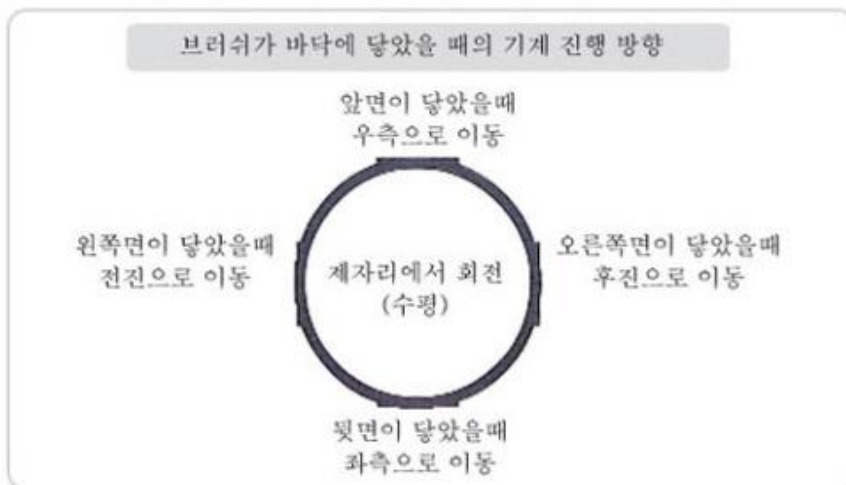 브러쉬가 바닥에 닿았을 때의 기계 진행 방향
앞면이 닿았을때
우측으로 이동
왼쪽면이 닿았을때
전진으로 이동
제자리에서 회전
(수평)
오른쪽면이 닿았을때
후진으로 이동
뒷면이 닿았을때
좌측으로 이동